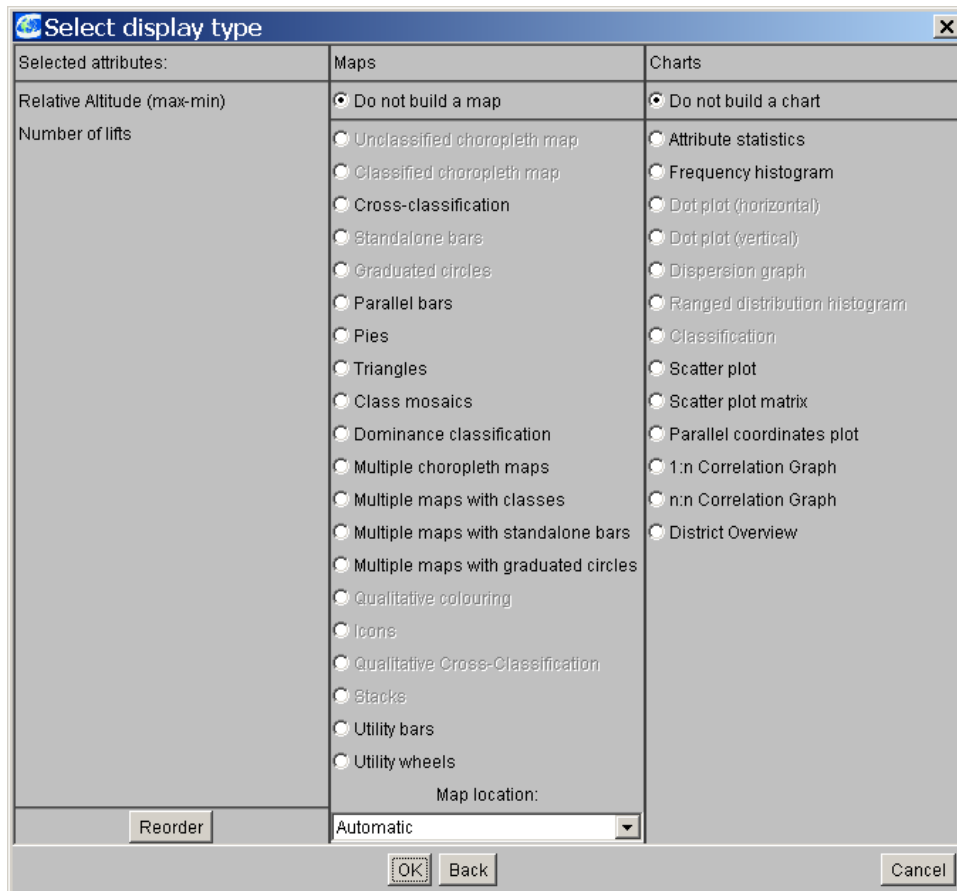 Select display type
Selected attributes:
Relative Altitude (max-min)
Number of lifts
Reorder
Maps
Do not build a map
Unclassified choropleth map
Classified choropleth map
Cross-classification
Standalone bars
Graduated circles
Parallel bars
Pies
Triangles
Class mosaics
Dominance classification
Multiple choropleth maps
Multiple maps with classes
Multiple maps with standalone bars
Multiple maps with graduated circles
Qualitative colouring
Icons
Qualitative Cross-Classification
Stacks
Utility bars
Utility wheels
Map location:
Automatic
Charts
Do not build a chart
Attribute statistics
Frequency histogram
Dot plot (horizontal)
Dot plot (vertical)
Dispersion graph
Ranged distribution histogram
Classification
Scatter plot
Scatter plot matrix
Parallel coordinates plot
1:n Correlation Graph
n:n Correlation Graph
District Overview
OK
Back
Cancel